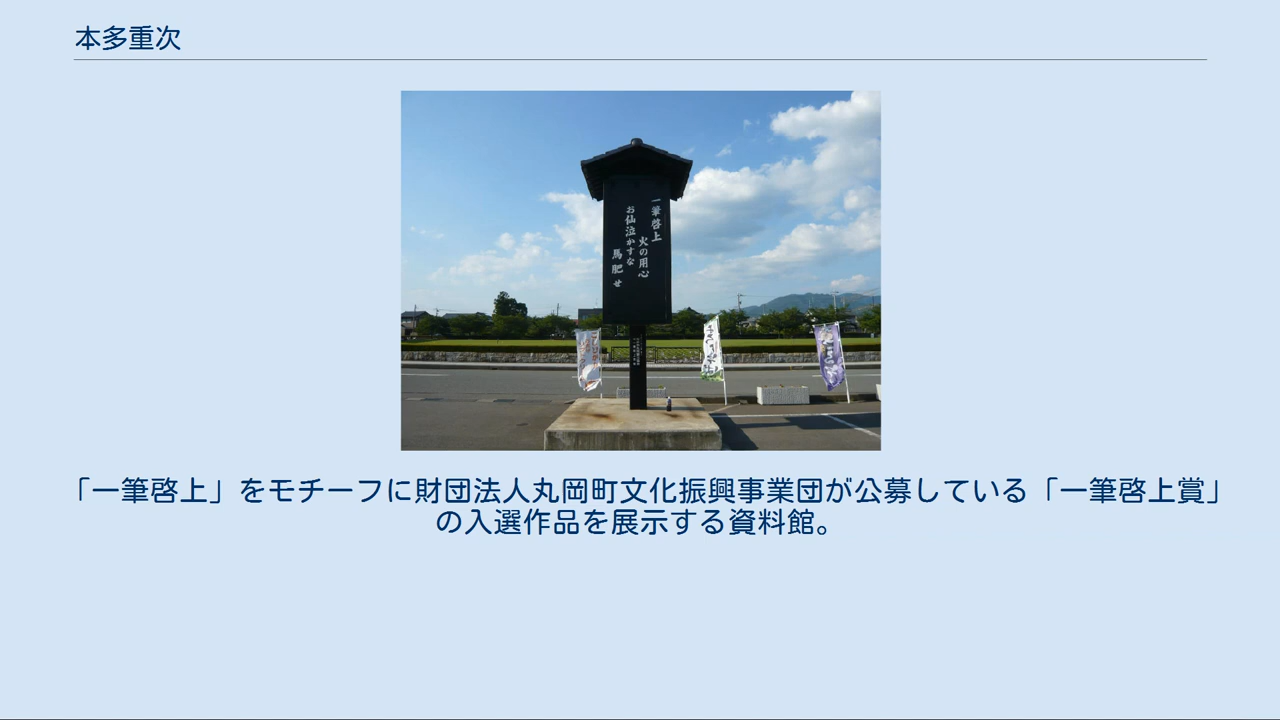 本多重次
一筆啓上
火の用心
お仙泣かすな
馬肥せ
「一筆啓上」をモチーフに財団法人丸岡町文化振興事業団が公募している「一筆啓上賞」
の入選作品を展示する資料館。